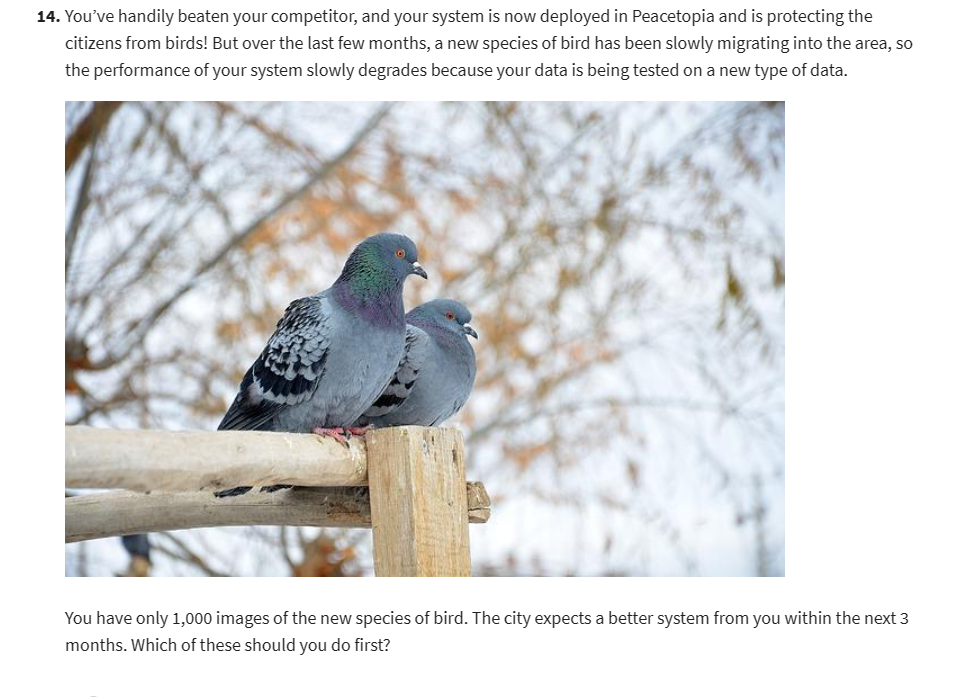 14. You’ve handily beaten your competitor, and your system is now deployed in Peacetopia and is protecting the
citizens from birds! But over the last few months, a new species of bird has been slowly migrating into the area, so
the performance of your system slowly degrades because your data is being tested on a new type of data.
You have only 1,000 images of the new species of bird. The city expects a better system from you within the next 3
months. Which of these should you do first?